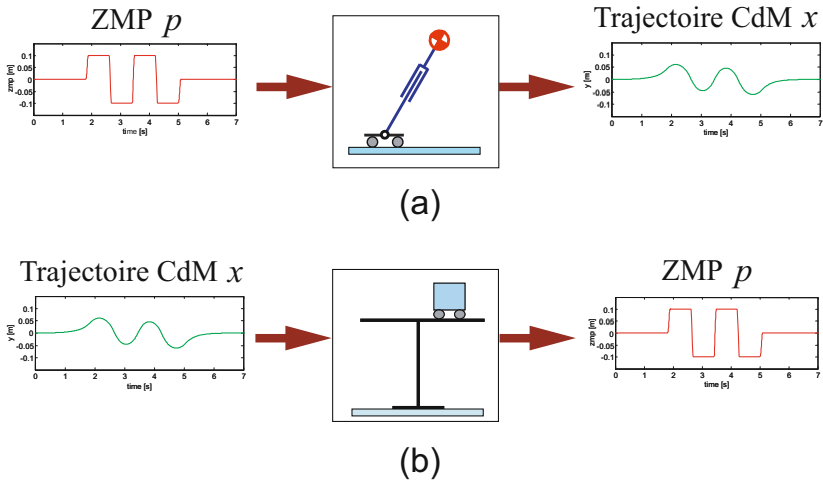 ZMP p
Trajectoire CdM x
zmp [m]
0.1
0.05
0
-0.05
-0.1
0 1 2 3 4 5 6 7
time [s]
y [m]
0.1
0.05
0
-0.05
-0.1
0 1 2 3 4 5 6 7
time [s]
(a)
Trajectoire CdM x
ZMP p
y [m]
0.1
0.05
0
-0.05
-0.1
0 1 2 3 4 5 6 7
time [s]
zmp [m]
0.1
0.05
0
-0.05
-0.1
0 1 2 3 4 5 6 7
time [s]
(b)